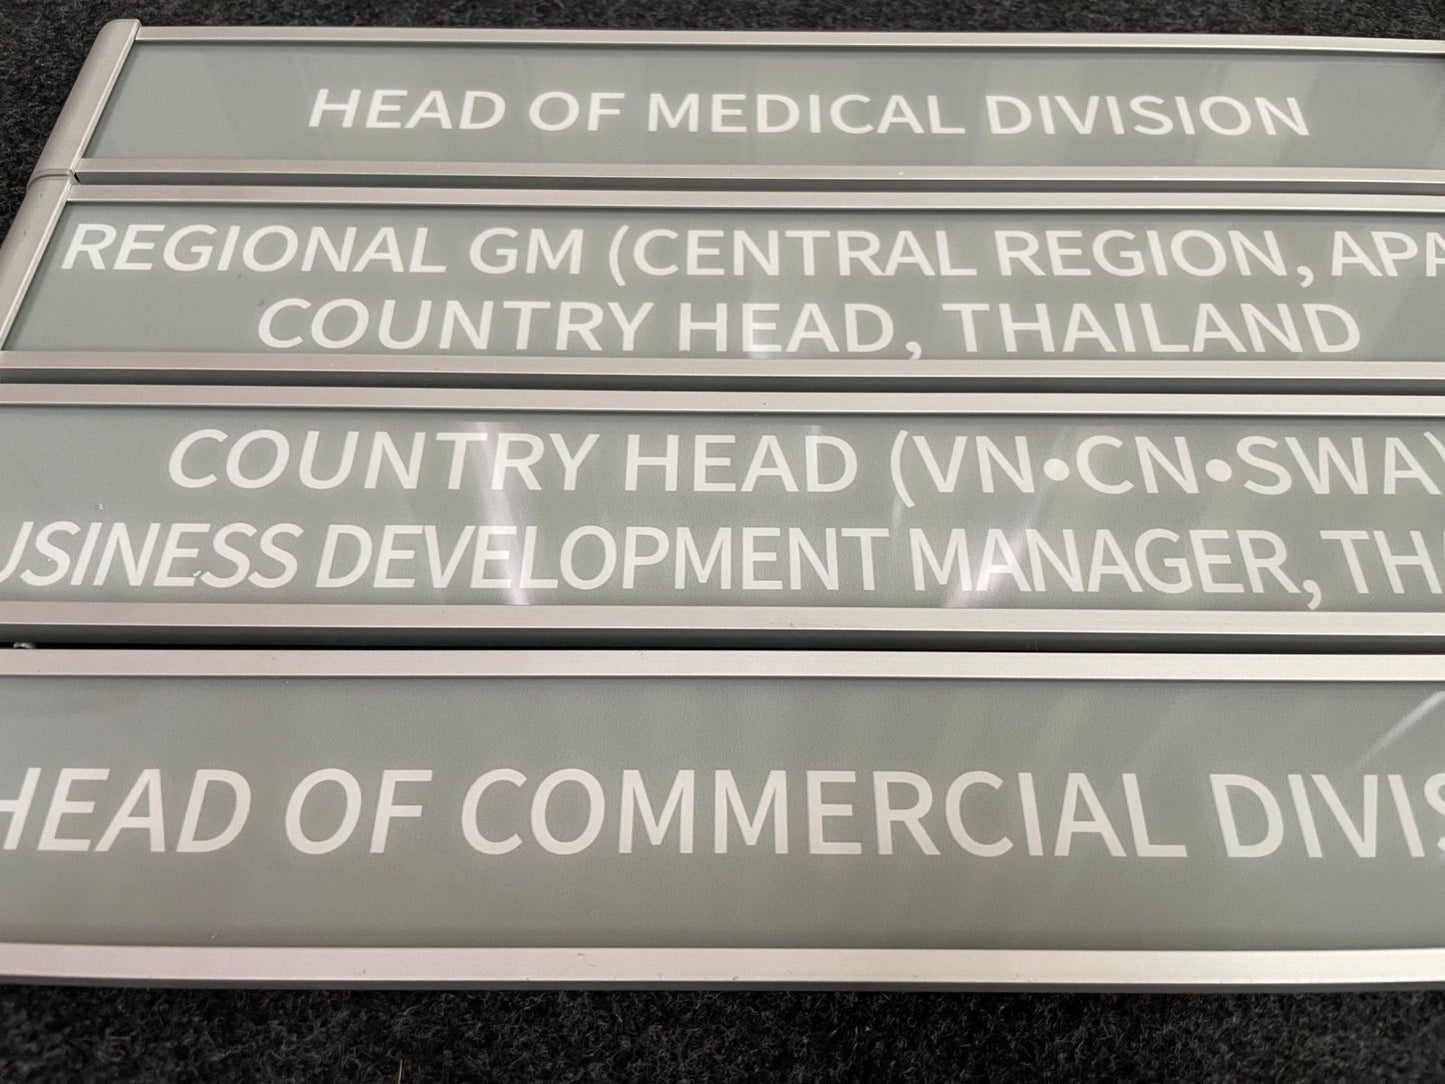 HEAD OF MEDICAL DIVISION
REGIONAL GM (CENTRAL REGION, APA
COUNTRY HEAD, THAILAND
COUNTRY HEAD (VN•CN•SWA)
USINESS DEVELOPMENT MANAGER, TH
HEAD OF COMMERCIAL DIVIS